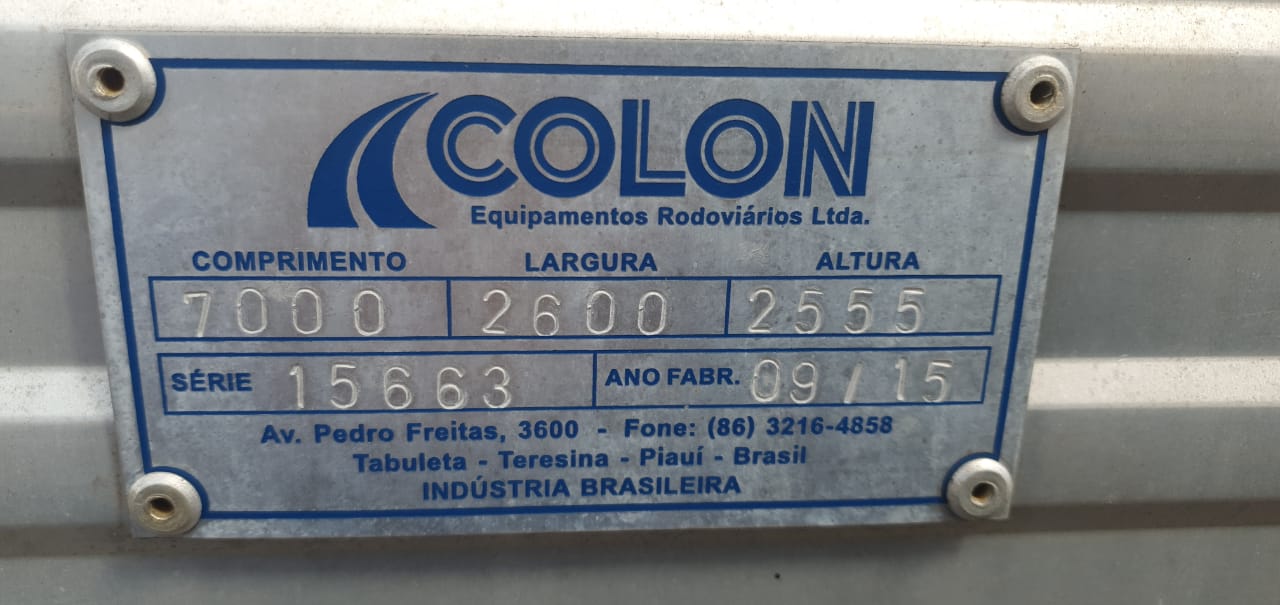 COLON
Equipamentos Rodoviários Ltda.
COMPRIMENTO LARGURA ALTURA
7000 2600 2555
SÉRIE 15663 ANO FABR. 09/15
Av. Pedro Freitas, 3600 - Fone: (86) 3216-4858
Tabuleta - Teresina - Piauí - Brasil
INDÚSTRIA BRASILEIRA